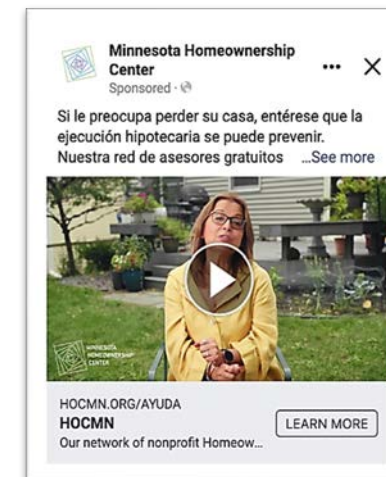 Minnesota Homeownership
Center
Sponsored ·
Si le preocupa perder su casa, entérese que la
ejecución hipotecaria se puede prevenir.
Nuestra red de asesores gratuitos ...See more
MINNESOTA
HOMEOWNERSHIP
CENTER
HOCMN.ORG/AYUDA
HOCMN
Our network of nonprofit Homeow...
LEARN MORE